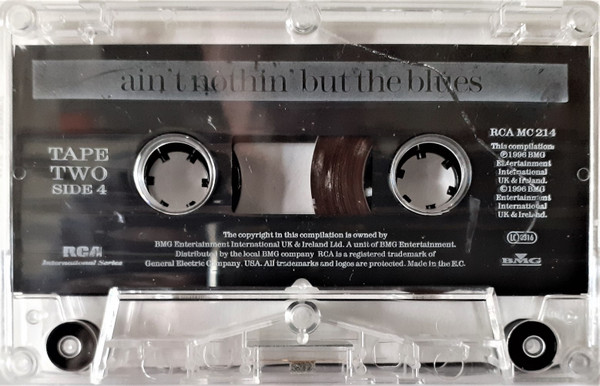 ain't nothin' but the blues
TAPE
TWO
SIDE 4
RCA
International Series
RCA MC 214
This compilation
℗1996 BMG
Entertainment
International
UK & Ireland.
©1996 BMG
Entertainment
International
UK & Ireland.
LC 0316
BMG
The copyright in this compilation is owned by
BMG Entertainment International UK & Ireland Ltd. A unit of BMG Entertainment.
Distributed by the local BMG company RCA is a registered trademark of
General Electric Company, USA. All trademarks and logos are protected. Made in the E.C.